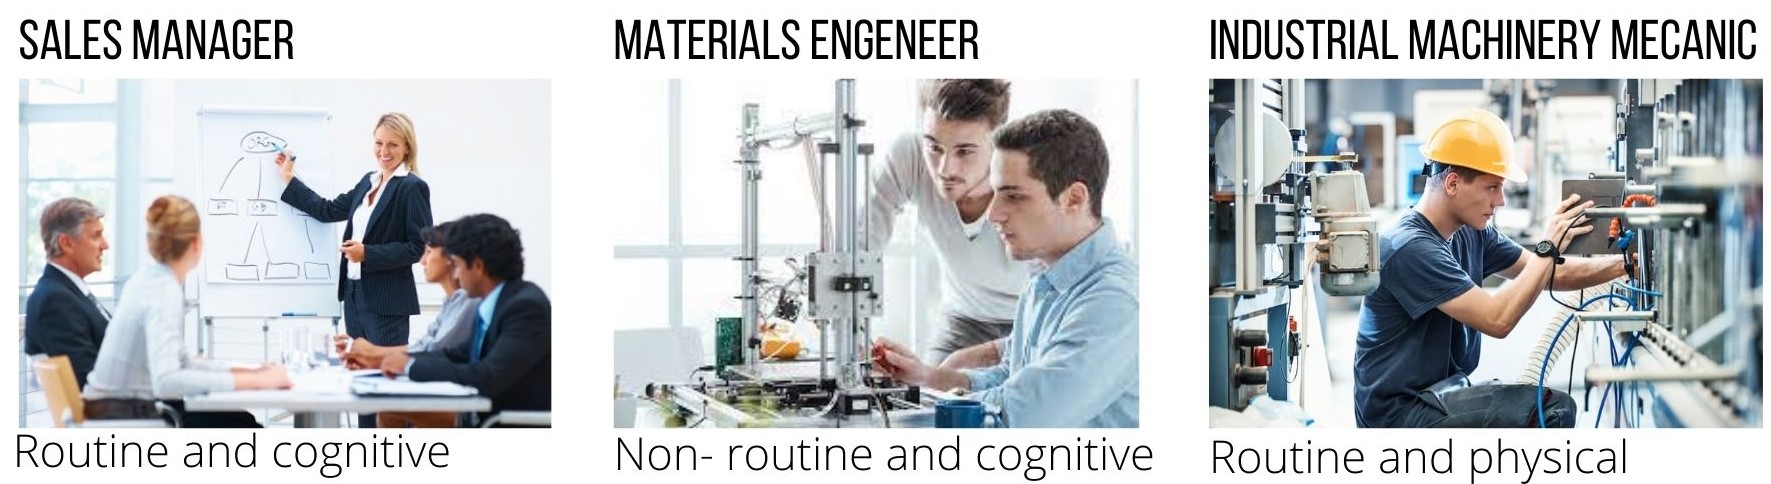 SALES MANAGER
MATERIALS ENGENEER
INDUSTRIAL MACHINERY MECANIC
ORG
Routine and cognitive
Non- routine and cognitive
Routine and physical